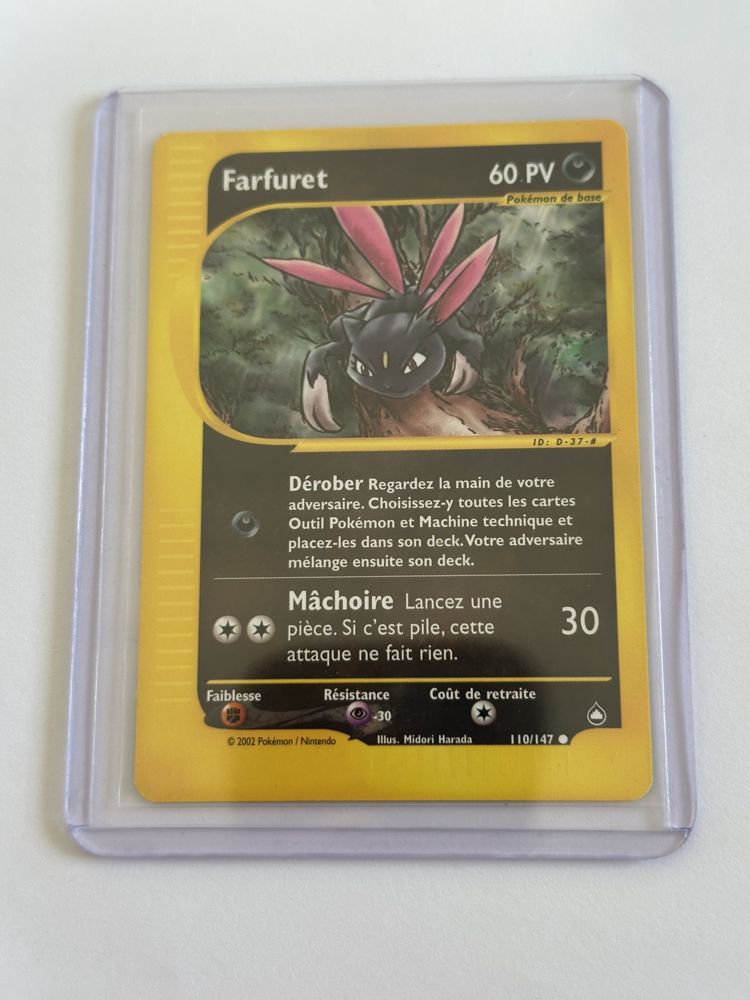 Farfuret 60 PV
Pokémon de base
ID: D-37-#
Dérober Regardez la main de votre
adversaire. Choisissez-y toutes les cartes
Outil Pokémon et Machine technique et
placez-les dans son deck. Votre adversaire
mélange ensuite son deck.
Mâchoire Lancez une 30
pièce. Si c'est pile, cette
attaque ne fait rien.
Faiblesse Résistance Coût de retraite
-30
© 2002 Pokémon / Nintendo Illus. Midori Harada 110/147